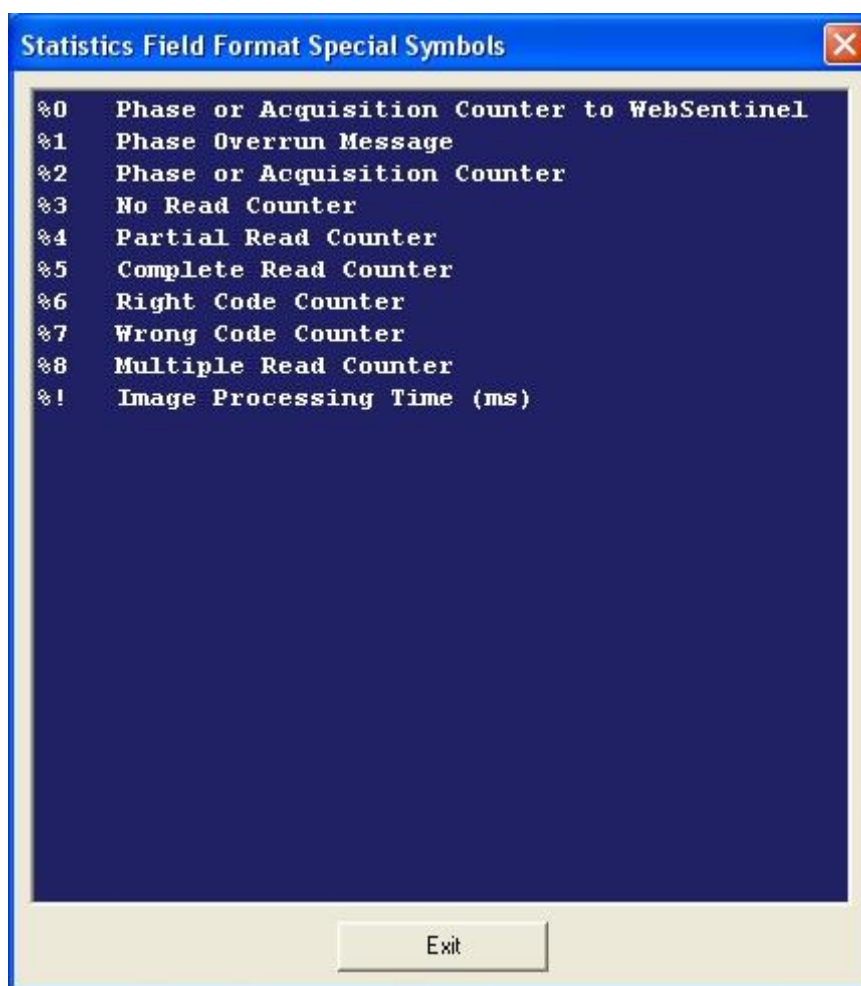 Statistics Field Format Special Symbols
%0 Phase or Acquisition Counter to WebSentinel
%1 Phase Overrun Message
%2 Phase or Acquisition Counter
%3 No Read Counter
%4 Partial Read Counter
%5 Complete Read Counter
%6 Right Code Counter
%7 Wrong Code Counter
%8 Multiple Read Counter
%! Image Processing Time (ms)
Exit